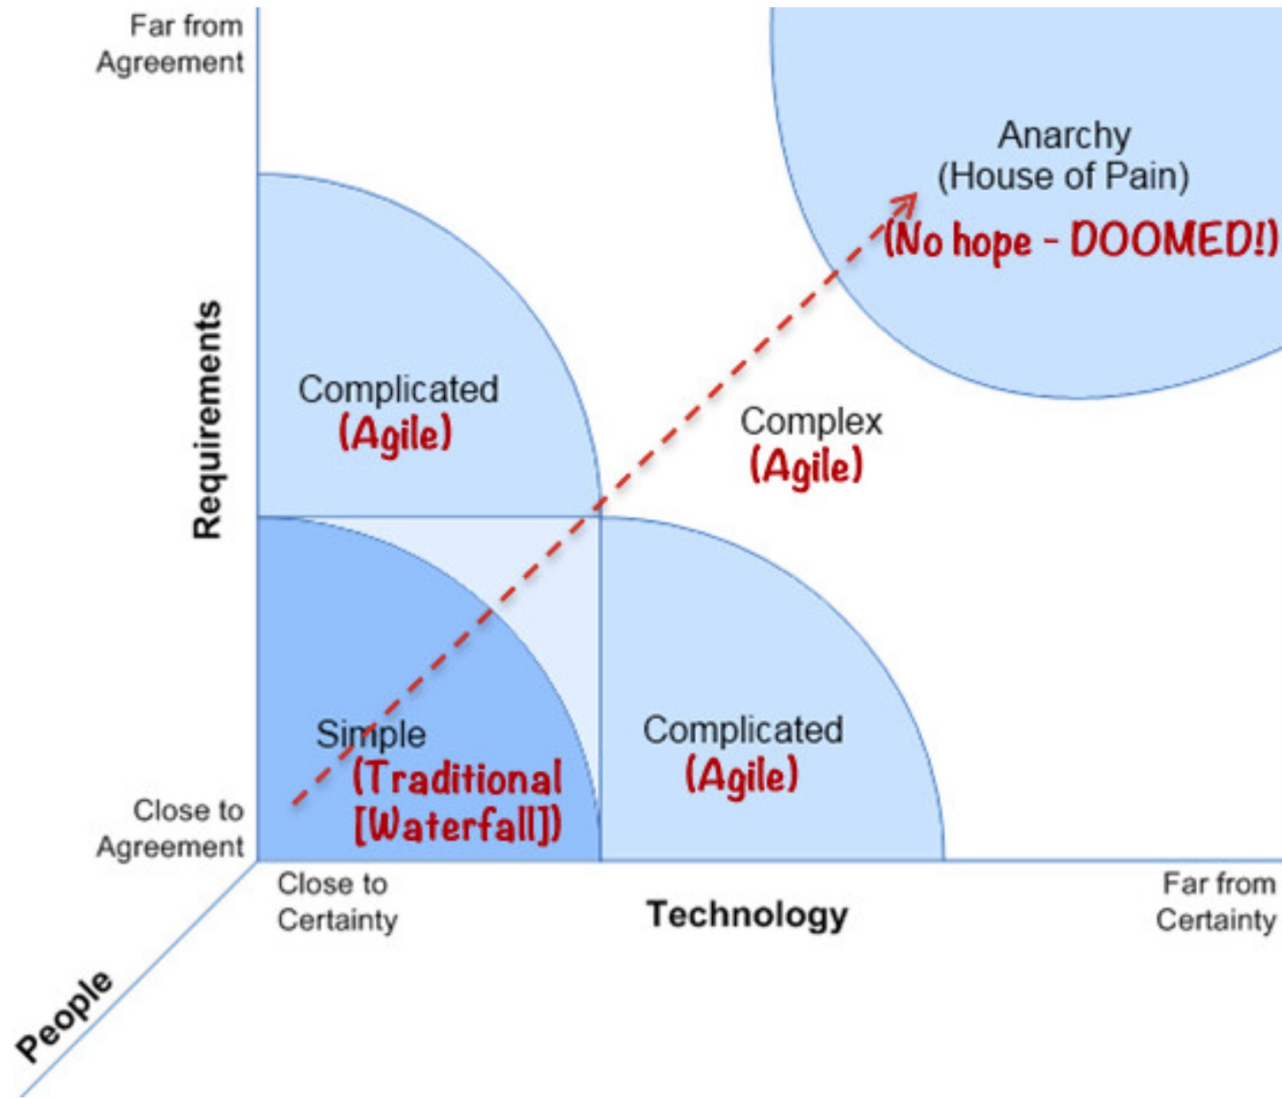 Far from
Agreement
Anarchy
(House of Pain)
(No hope - DOOMED!)
Requirements
Complicated
(Agile)
Complex
(Agile)
Simple
(Traditional
[Waterfall])
Complicated
(Agile)
Close to
Agreement
Close to
Certainty
Technology
Far from
Certainty
People